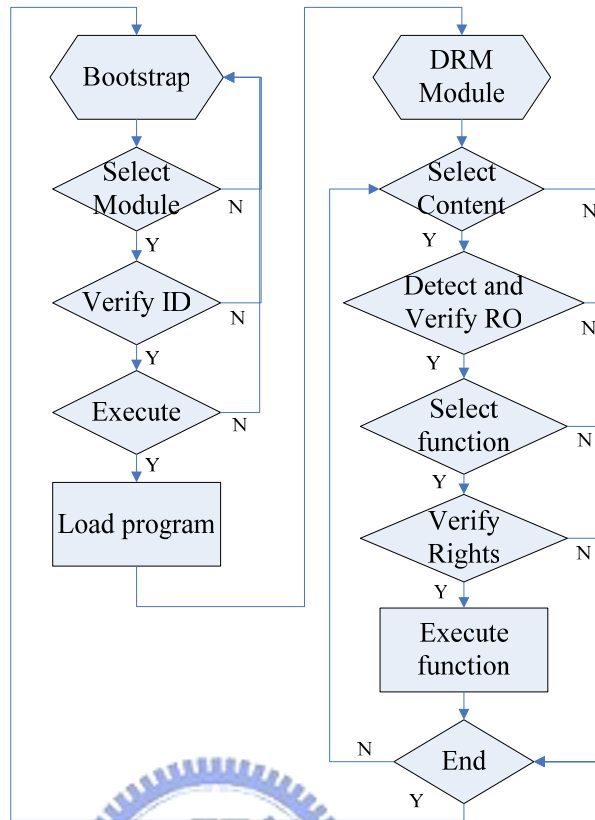 Bootstrap
Select
Module
N
Y
Verify ID
N
Y
Execute
N
Y
Load program
DRM
Module
Select
Content
N
Y
Detect and
Verify RO
N
Y
Select
function
N
Y
Verify
Rights
N
Y
Execute
function
N
End
Y